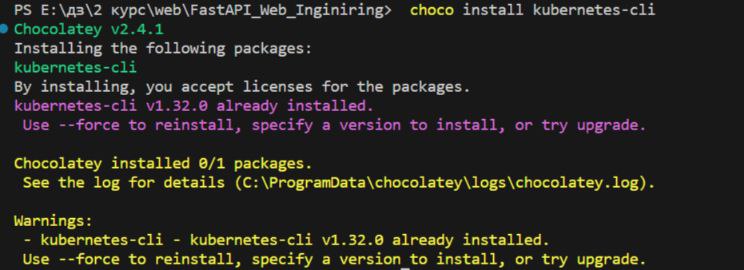 PS E:\дз\2 курс\web\FastAPI_Web_Inginiring>  choco install kubernetes-cli
Chocolatey v2.4.1
Installing the following packages:
kubernetes-cli
By installing, you accept licenses for the packages.
kubernetes-cli v1.32.0 already installed.
 Use --force to reinstall, specify a version to install, or try upgrade.

Chocolatey installed 0/1 packages.
 See the log for details (C:\ProgramData\chocolatey\logs\chocolatey.log).

Warnings:
 - kubernetes-cli - kubernetes-cli v1.32.0 already installed.
 Use --force to reinstall, specify a version to install, or try upgrade.